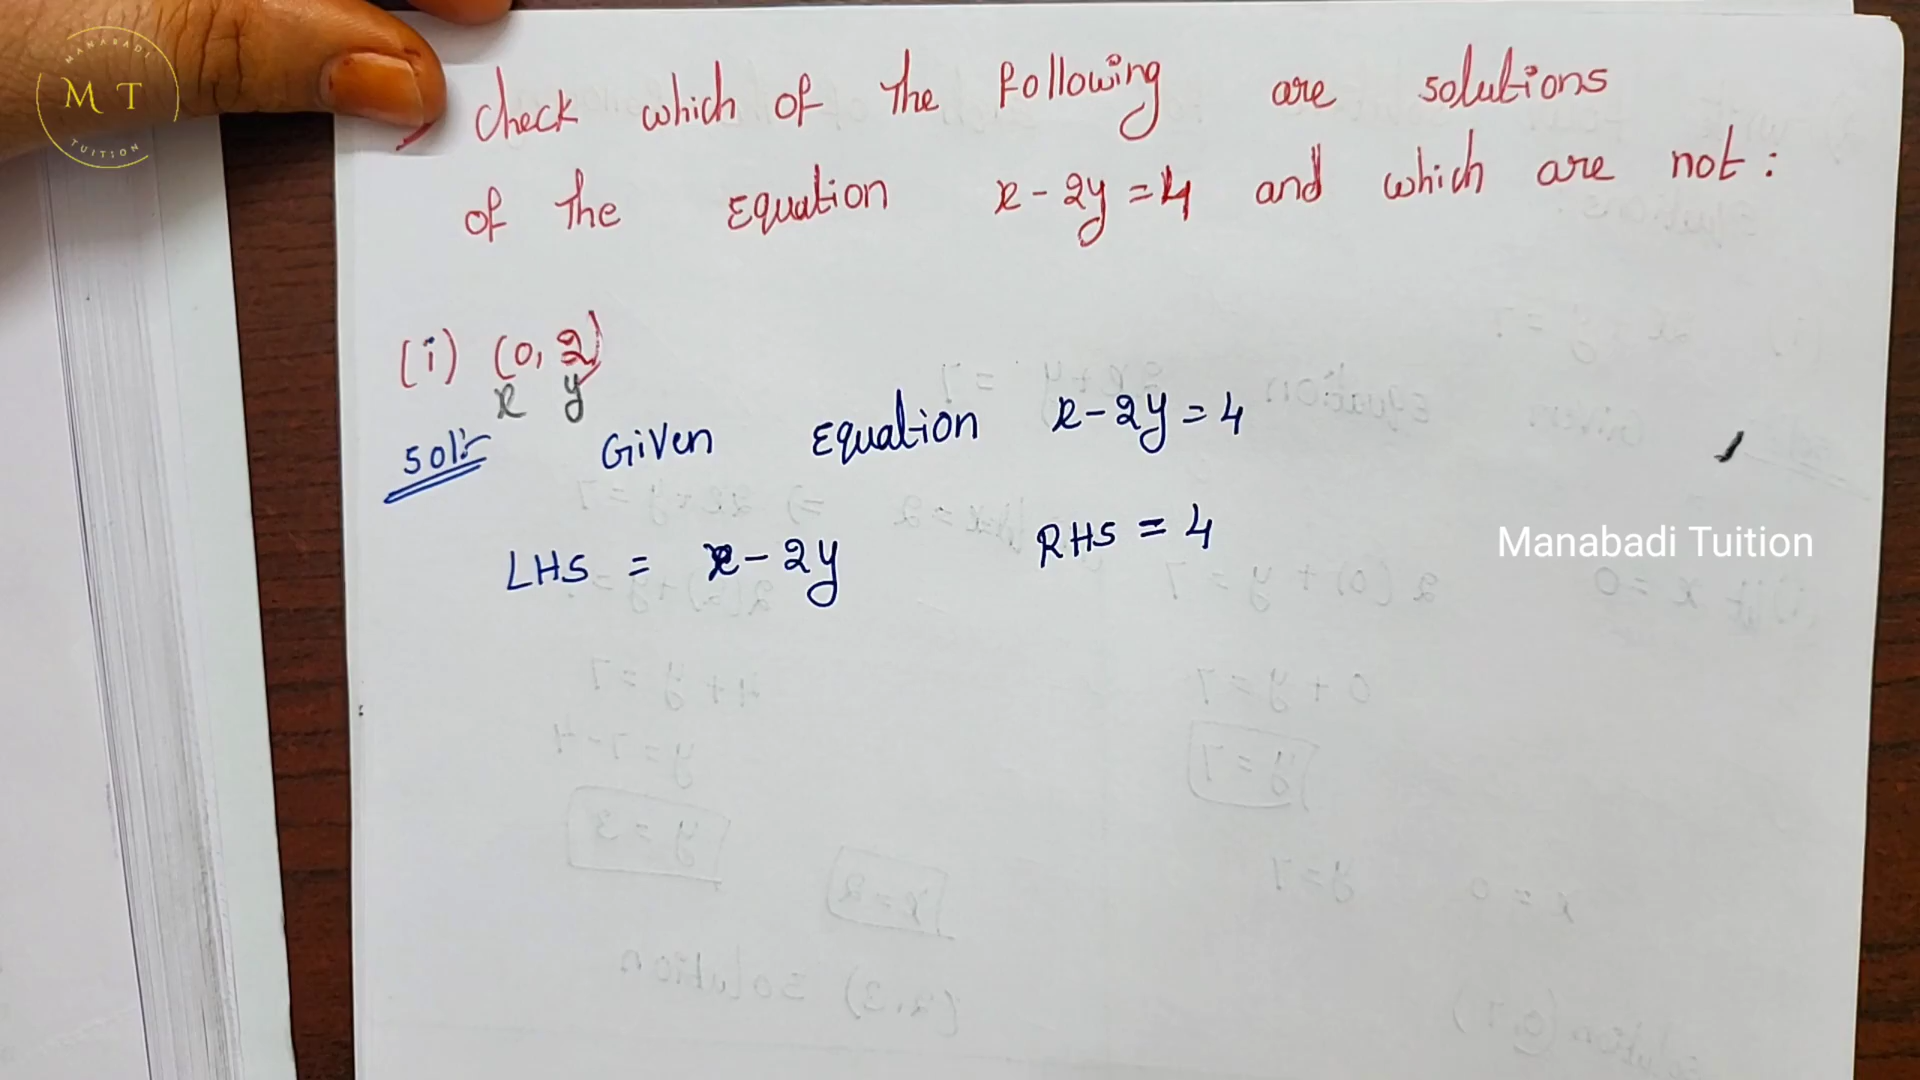 MANABADI
MT
TUITION
Check which of the following are solutions
of the Equation x - 2y = 4 and which are not :
(i) (0, 2)
x y
Sol:- Given Equation x - 2y = 4
LHS = x - 2y RHS = 4
Manabadi Tuition